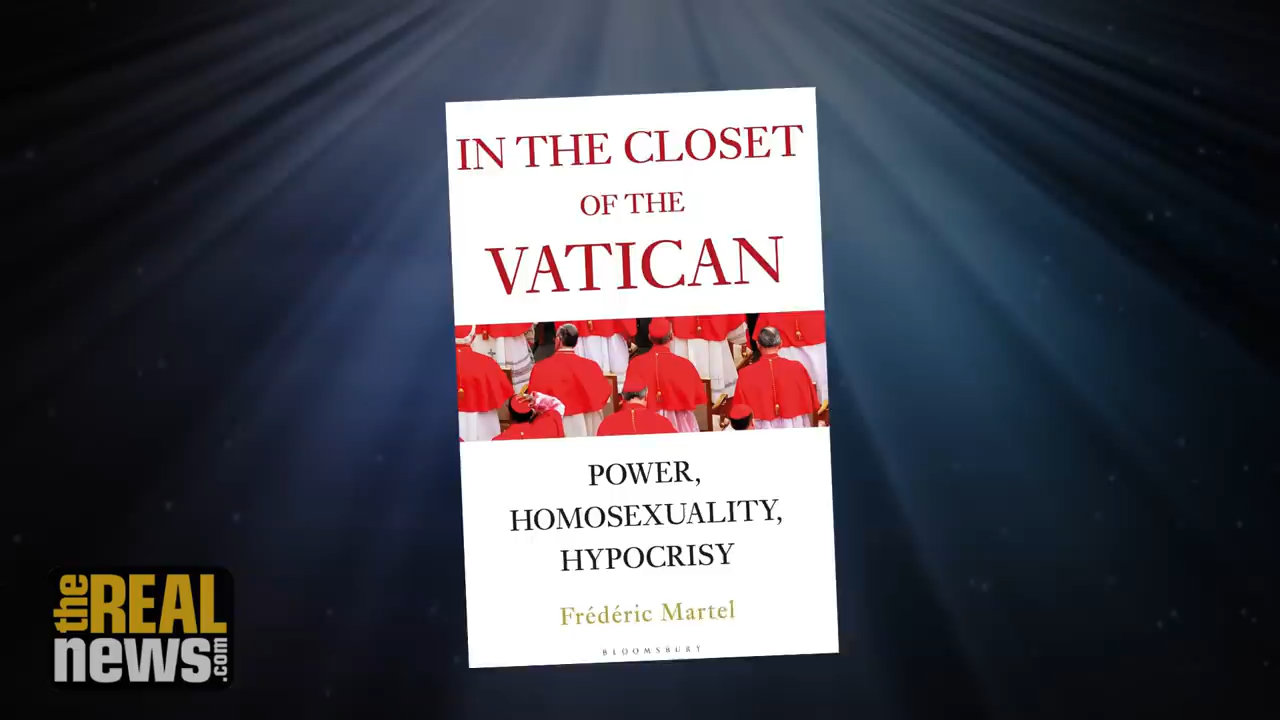 IN THE CLOSET
OF THE
VATICAN
POWER,
HOMOSEXUALITY,
HYPOCRISY
Frédéric Martel
BLOOMSBURY
the REAL
news.com